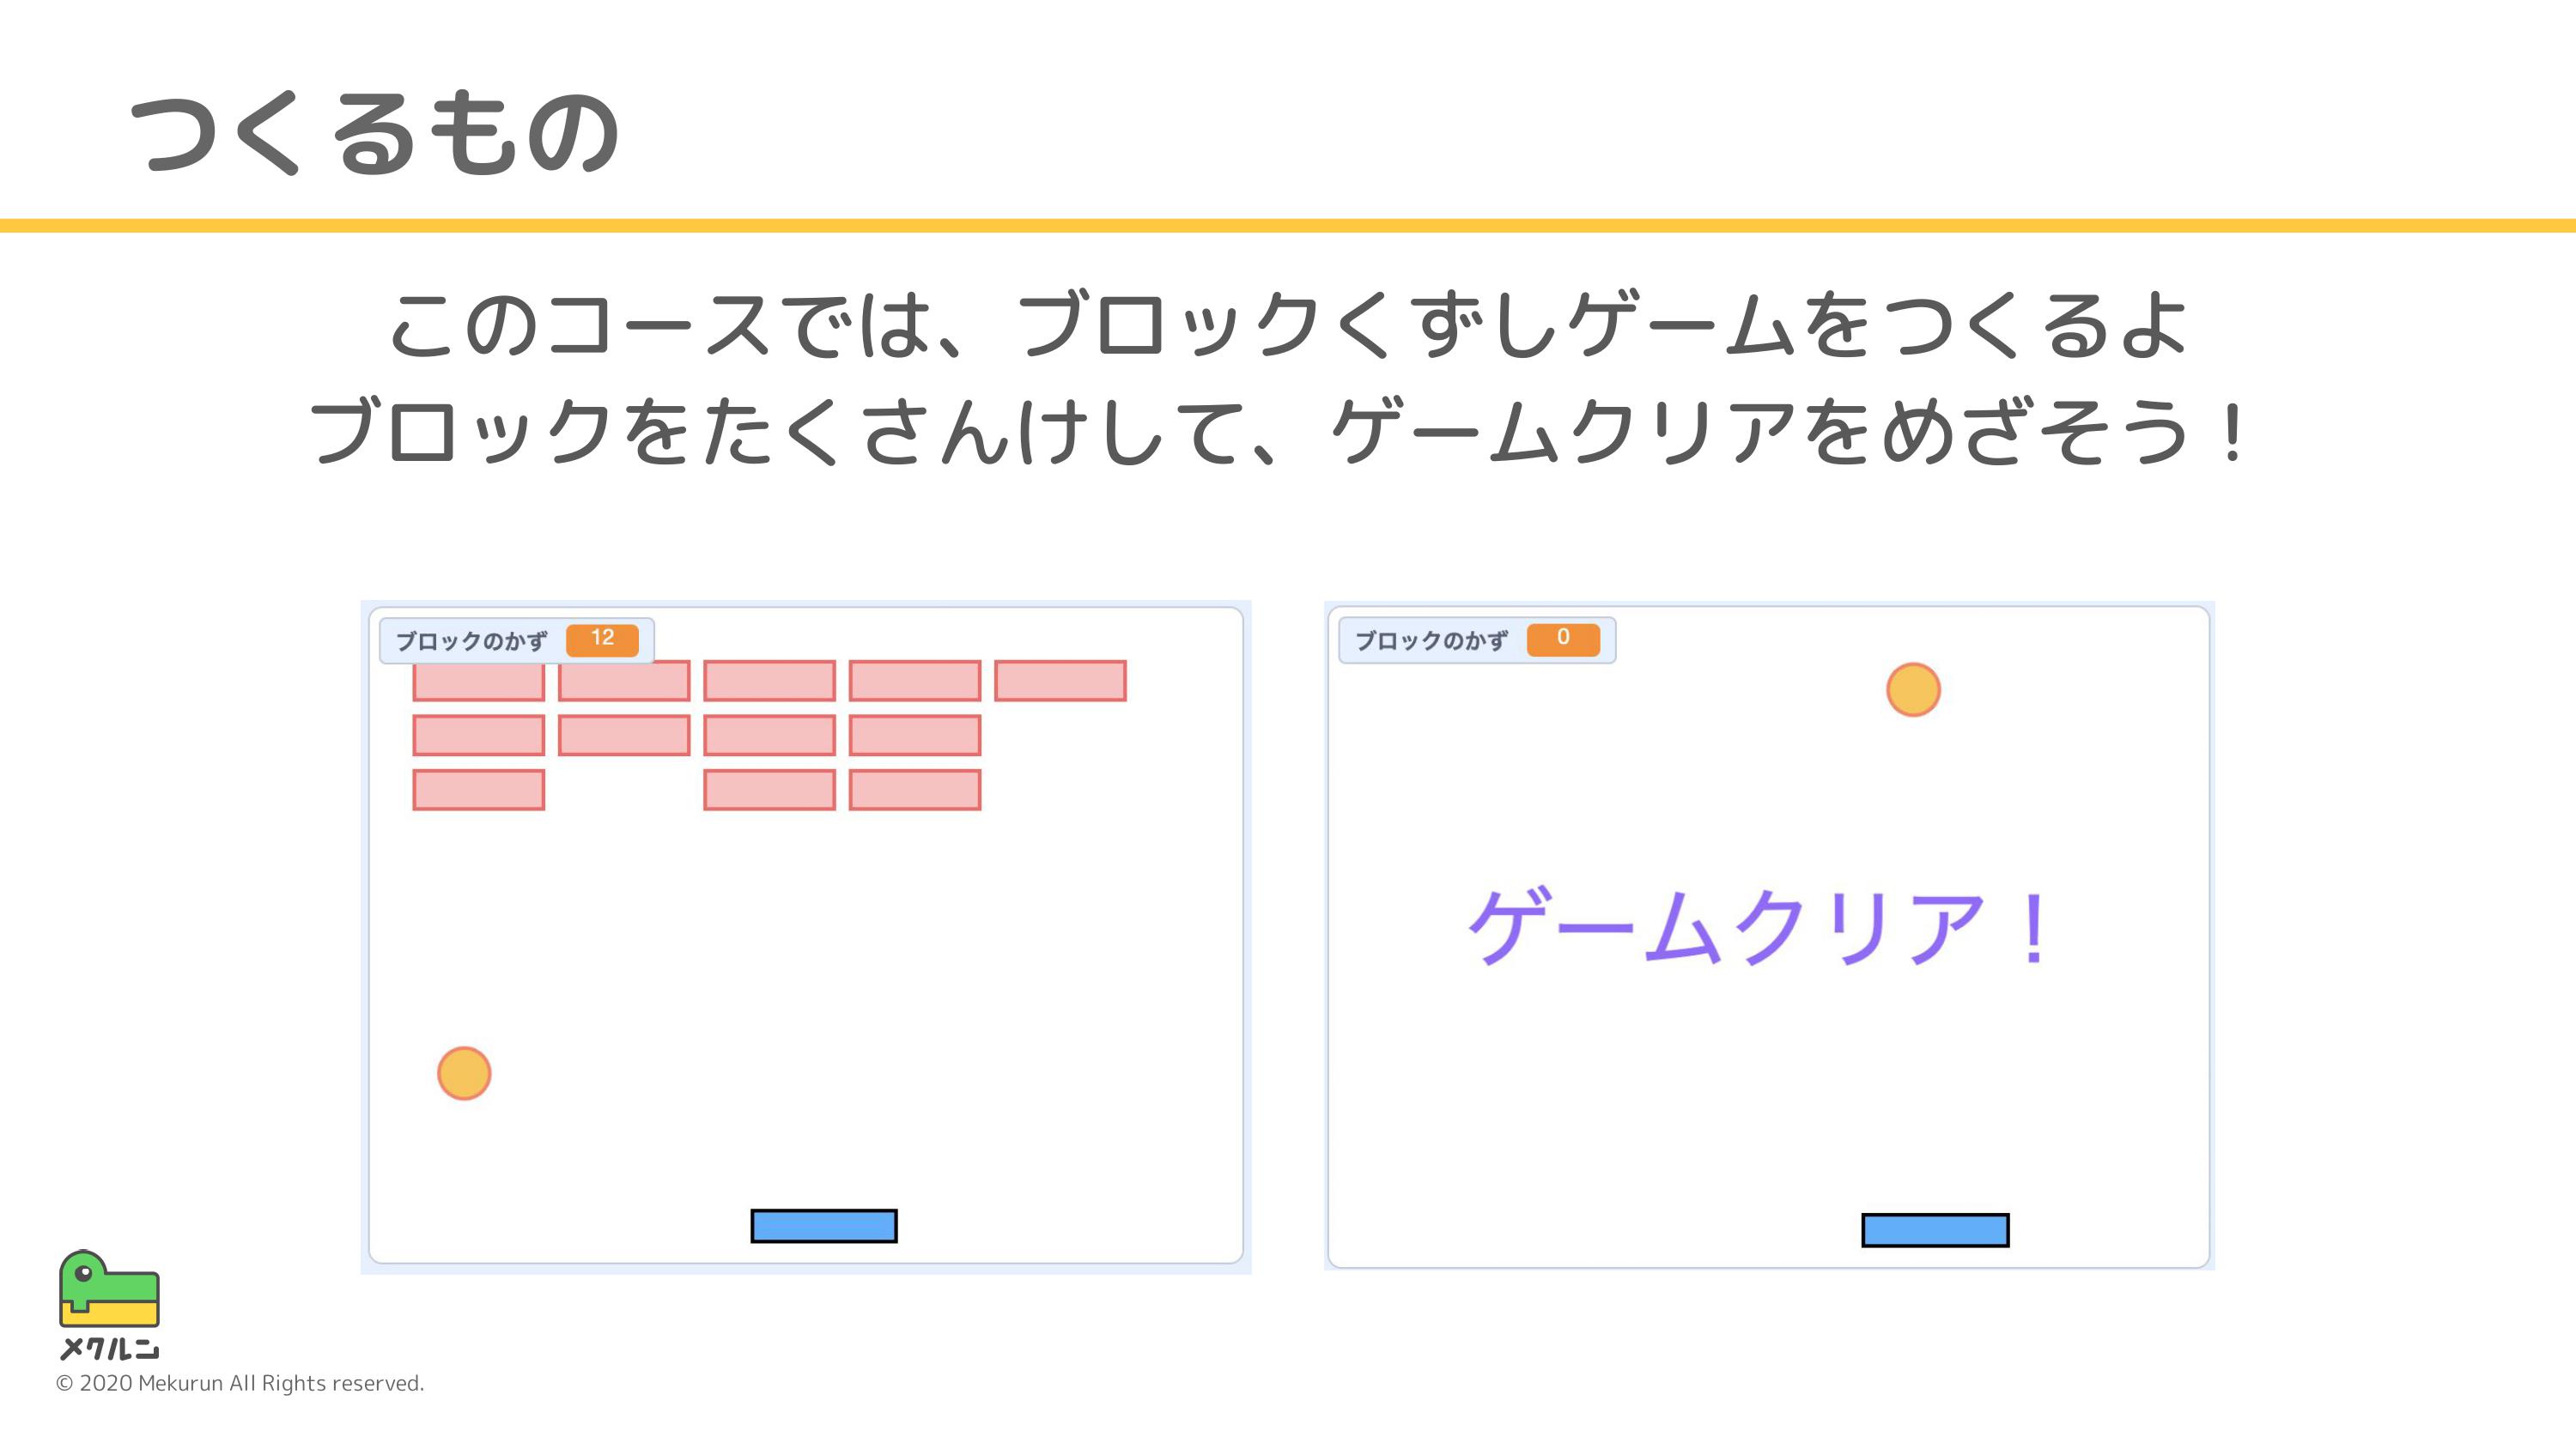 つくるもの
このコースでは、ブロックくずしゲームをつくるよ
ブロックをたくさんけして、ゲームクリアをめざそう！
ブロックのかず 12
ブロックのかず 0
ゲームクリア！
メクルン
© 2020 Mekurun All Rights reserved.